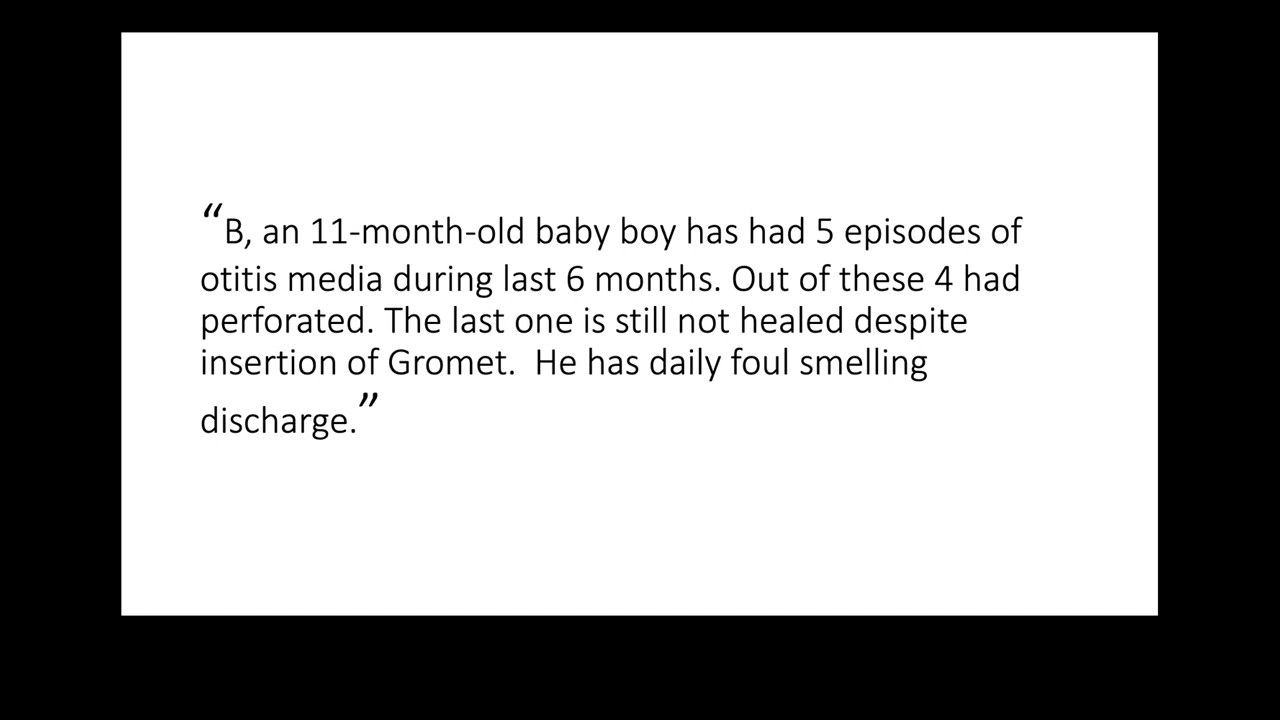 “B, an 11-month-old baby boy has had 5 episodes of
otitis media during last 6 months. Out of these 4 had
perforated. The last one is still not healed despite
insertion of Gromet.  He has daily foul smelling
discharge.”